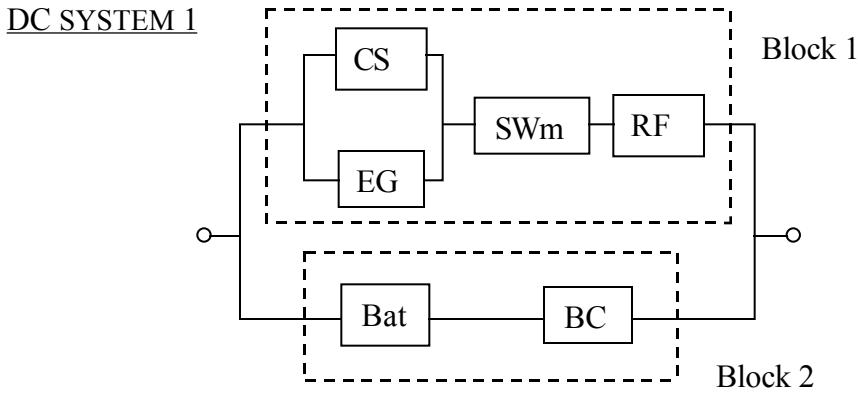 DC SYSTEM 1
Block 1
CS
SWm
RF
EG
Bat
BC
Block 2